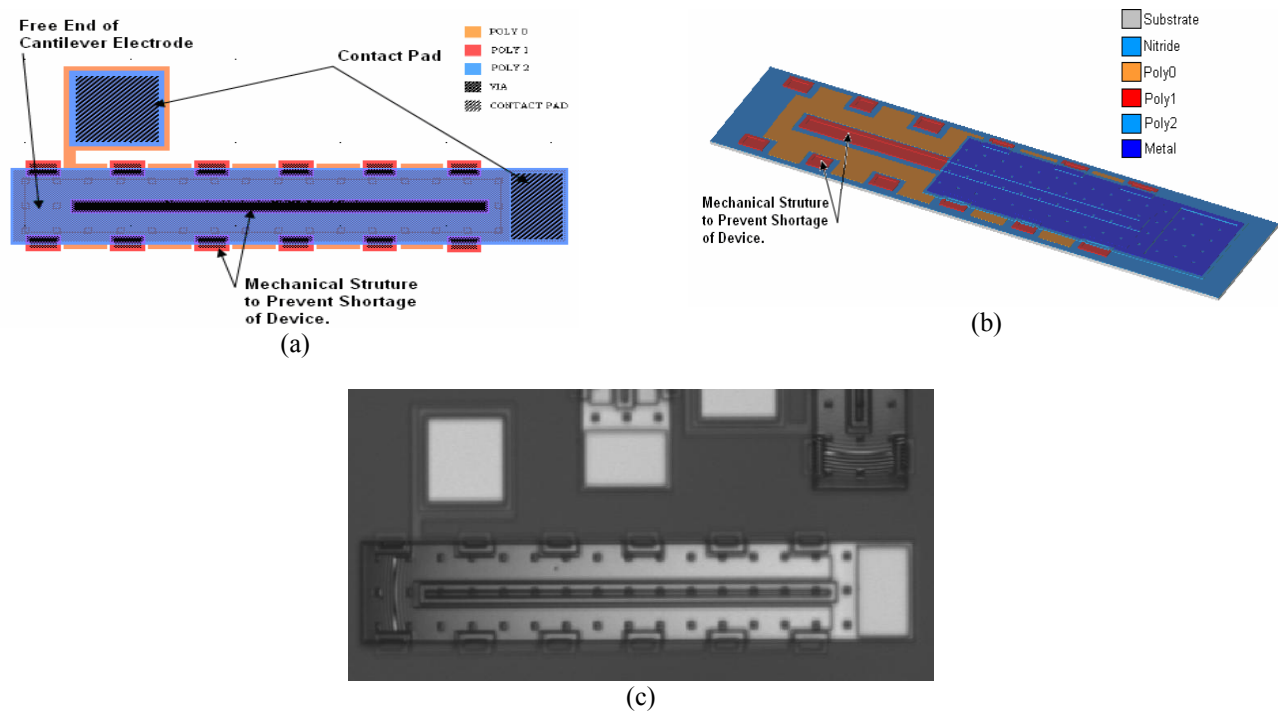 Free End of
Cantilever Electrode
Contact Pad
POLY 0
POLY 1
POLY 2
VIA
CONTACT PAD
Mechanical Struture
to Prevent Shortage
of Device.
(a)
Substrate
Nitride
Poly0
Poly1
Poly2
Metal
Mechanical Struture
to Prevent Shortage
of Device.
(b)
(c)